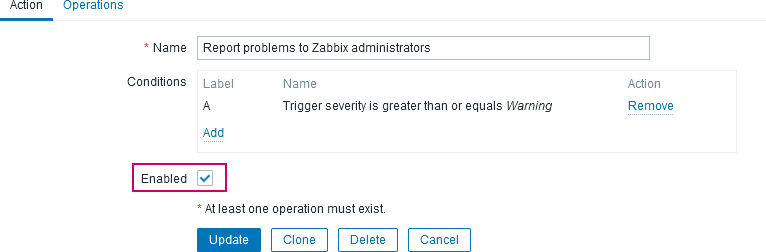 Action Operations
* Name Report problems to Zabbix administrators
Conditions Label Name Action
A Trigger severity is greater than or equals Warning Remove
Add
Enabled
* At least one operation must exist.
Update Clone Delete Cancel